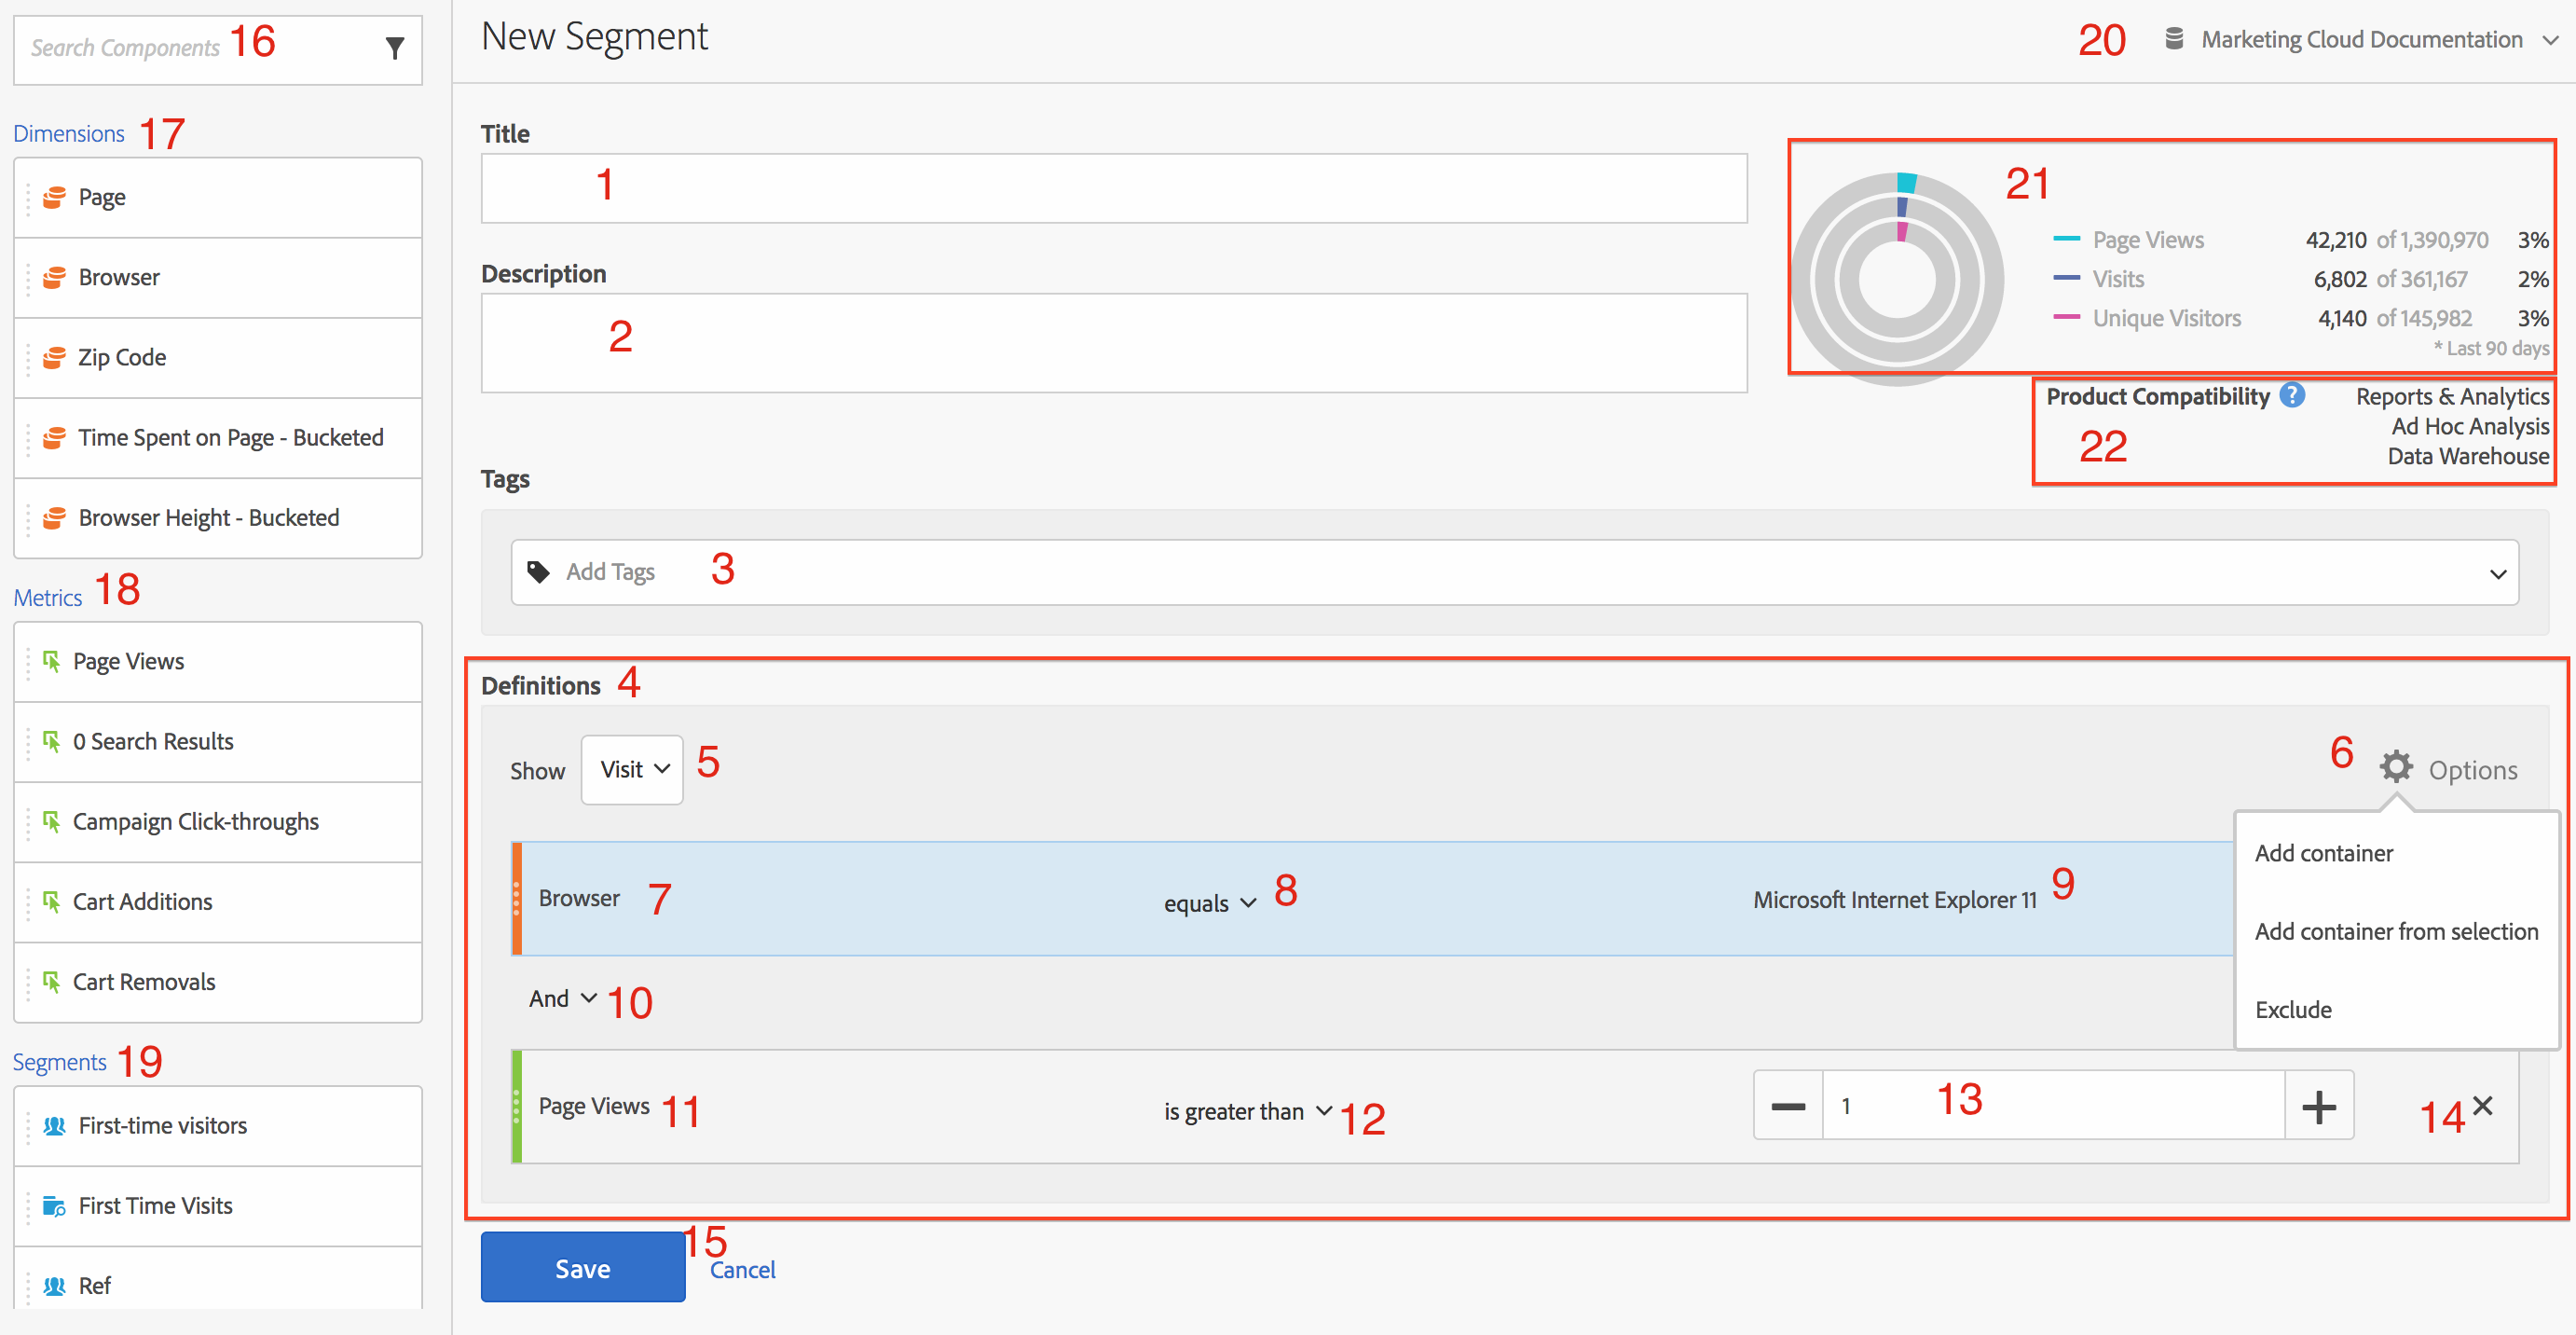 Search Components 16
Dimensions 17
Page
Browser
Zip Code
Time Spent on Page - Bucketed
Browser Height - Bucketed
Metrics 18
Page Views
0 Search Results
Campaign Click-throughs
Cart Additions
Cart Removals
Segments 19
First-time visitors
First Time Visits
Ref
New Segment
20 Marketing Cloud Documentation
Title
1
Description
2
21
Page Views 42,210 of 1,390,970 3%
Visits 6,802 of 361,167 2%
Unique Visitors 4,140 of 145,982 3%
* Last 90 days
Product Compatibility ? Reports & Analytics
22 Ad Hoc Analysis
Data Warehouse
Tags
Add Tags 3
Definitions 4
Show Visit 5
6 Options
Add container
Add container from selection
Exclude
Browser 7 equals 8 Microsoft Internet Explorer 11 9
And 10
Page Views 11 is greater than 12 1 13 14
Save 15 Cancel